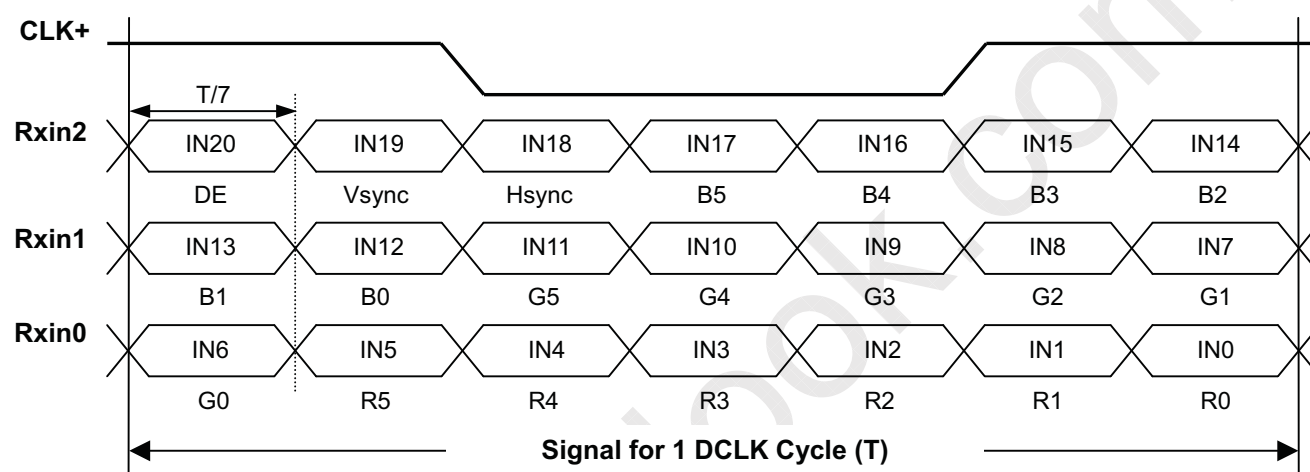 CLK+
T/7
Rxin2 IN20 IN19 IN18 IN17 IN16 IN15 IN14
DE Vsync Hsync B5 B4 B3 B2
Rxin1 IN13 IN12 IN11 IN10 IN9 IN8 IN7
B1 B0 G5 G4 G3 G2 G1
Rxin0 IN6 IN5 IN4 IN3 IN2 IN1 IN0
G0 R5 R4 R3 R2 R1 R0
Signal for 1 DCLK Cycle (T)